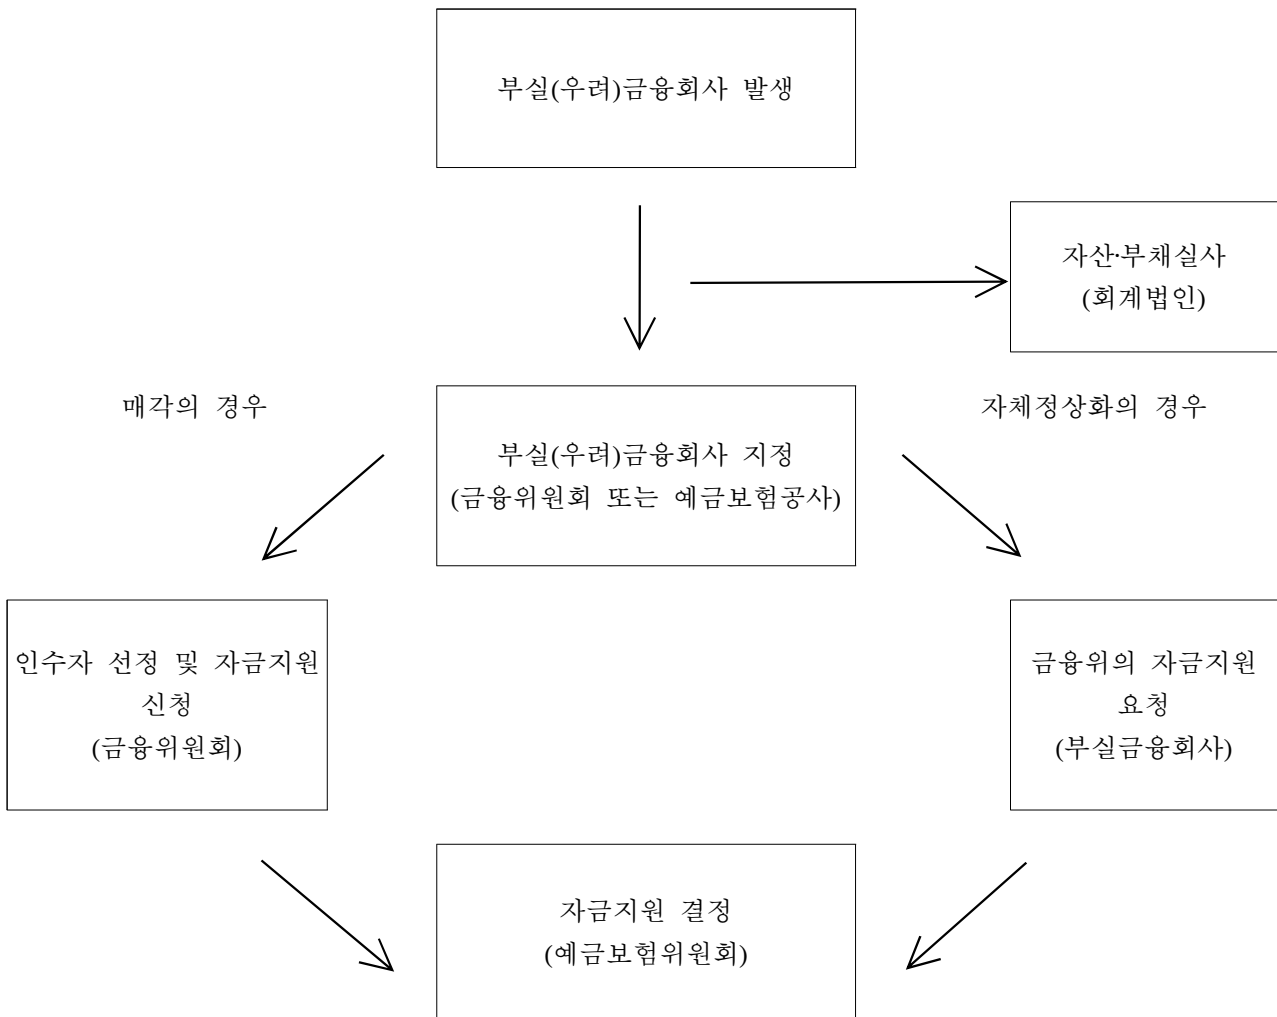 부실(우려)금융회사 발생
자산·부채실사
(회계법인)
매각의 경우
자체정상화의 경우
부실(우려)금융회사 지정
(금융위원회 또는 예금보험공사)
인수자 선정 및 자금지원
신청
(금융위원회)
금융위의 자금지원
요청
(부실금융회사)
자금지원 결정
(예금보험위원회)